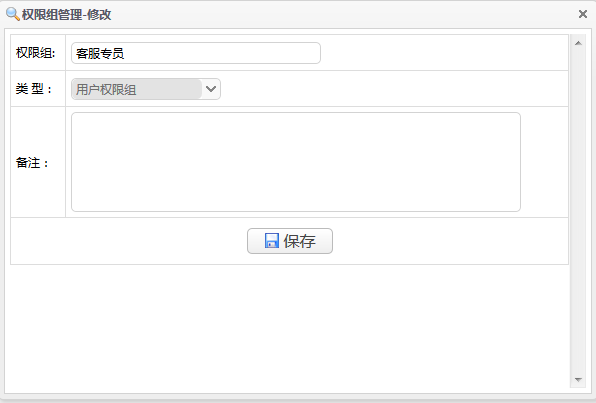 权限组管理-修改
权限组: 客服专员
类 型： 用户权限组
备注：
保存